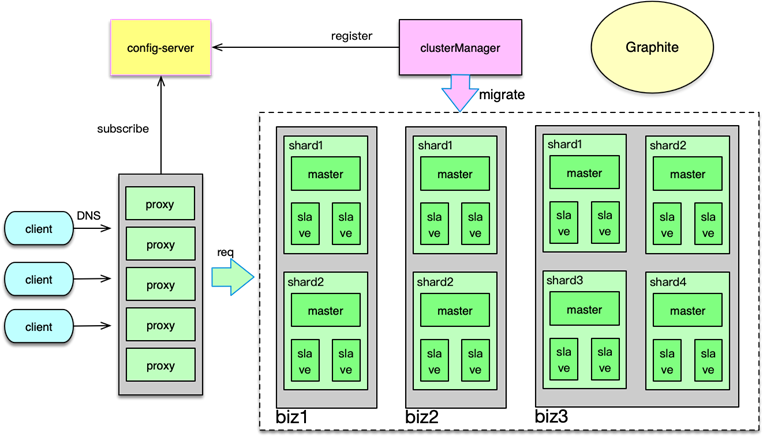 config-server
register
clusterManager
Graphite
migrate
subscribe
DNS
client
client
client
proxy
proxy
proxy
proxy
proxy
req
shard1
master
sla
ve
sla
ve
shard2
master
sla
ve
sla
ve
biz1
shard1
master
sla
ve
sla
ve
shard2
master
sla
ve
sla
ve
biz2
shard1
master
sla
ve
sla
ve
shard2
master
sla
ve
sla
ve
shard3
master
sla
ve
sla
ve
shard4
master
sla
ve
sla
ve
biz3